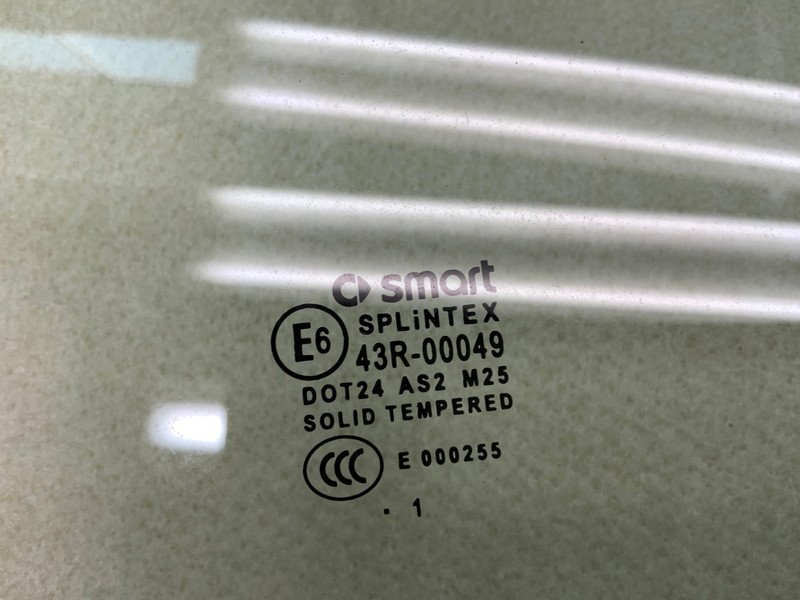 smart
SPLiNTEX
E6 43R-00049
DOT24 AS2 M25
SOLID TEMPERED
CCC E 000255
. 1